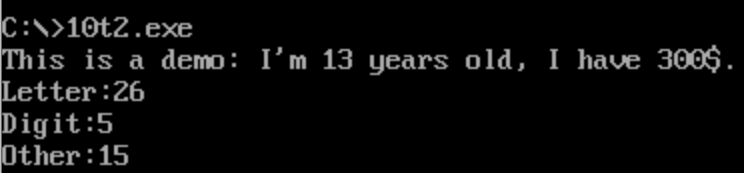 C:\>10t2.exe
This is a demo: I'm 13 years old, I have 300$.
Letter:26
Digit:5
Other:15